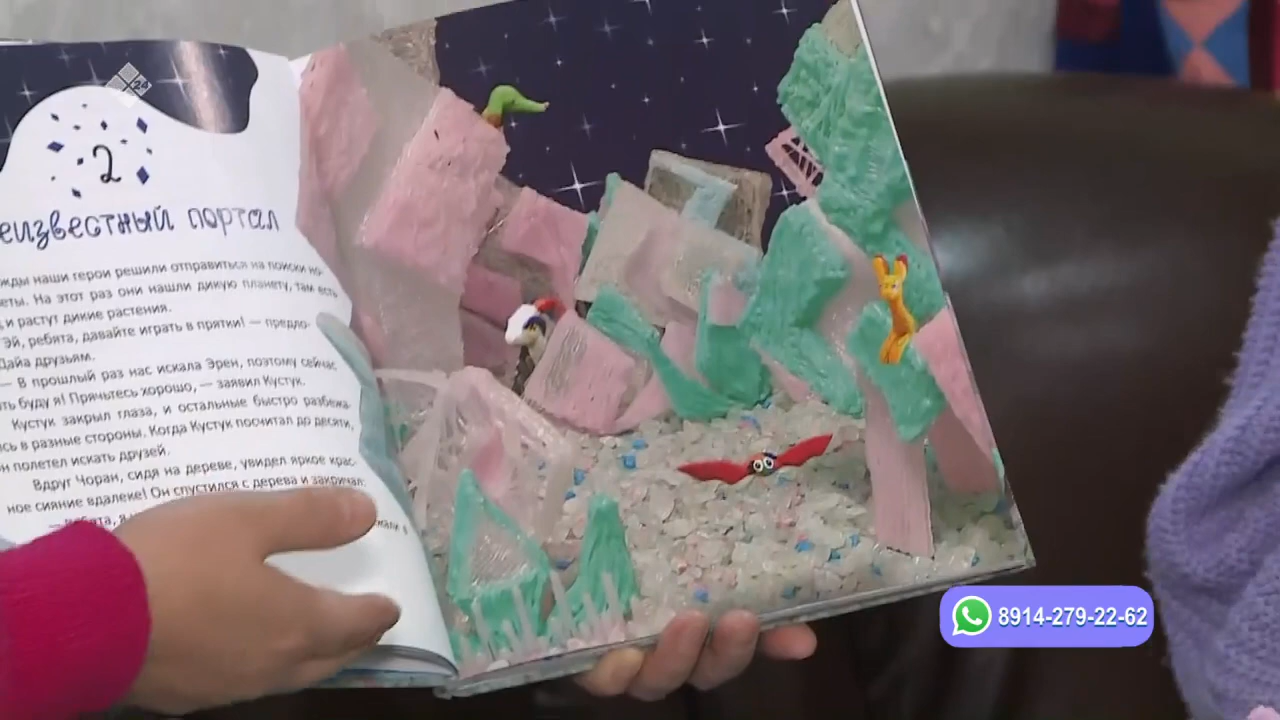 24
2
еизвестный портал
жды наши герои решили отправиться на поиски но-
еты. На этот раз они нашли дикую планету, там есть
, и растут дикие растения.
Эй, ребята, давайте играть в прятки! — предло-
Дайа друзьям.
— В прошлый раз нас искала Эрен, поэтому сейчас
ть буду я! Прячьтесь хорошо, — заявил Кустук.
Кустук закрыл глаза, и остальные быстро разбежа-
сь в разные стороны. Когда Кустук посчитал до десяти,
н полетел искать друзей.
Вдруг Чоран, сидя на дереве, увидел яркое крас-
ное сияние вдалеке! Он спустился с дерева и закричал:
8914-279-22-62